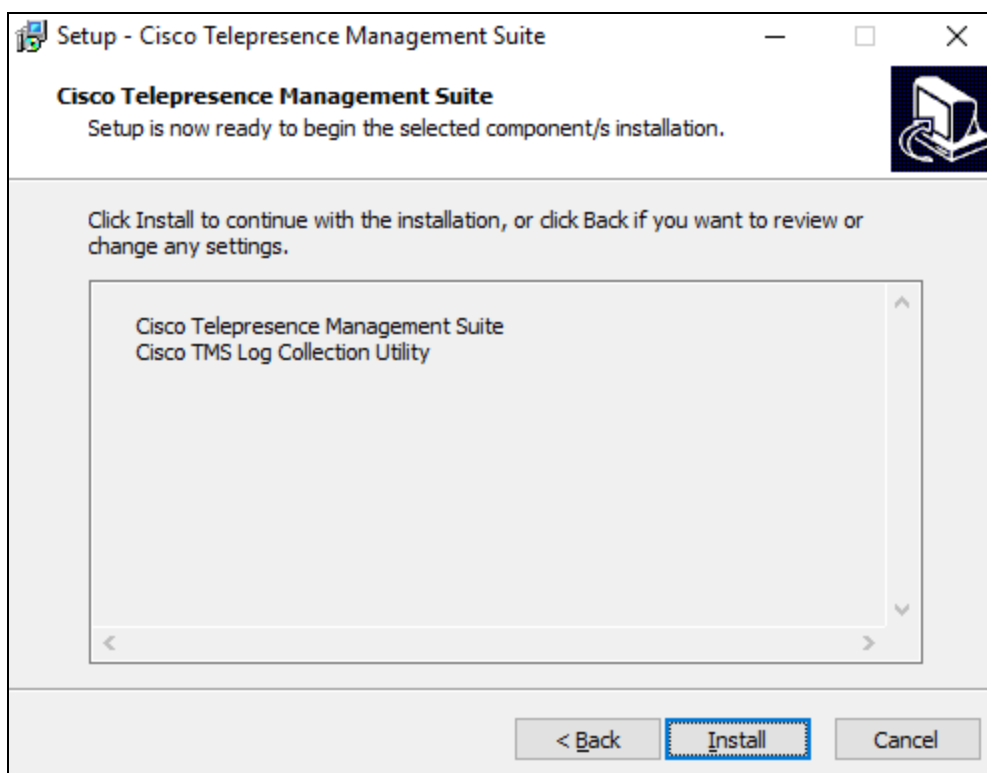 Setup - Cisco Telepresence Management Suite
Cisco Telepresence Management Suite
Setup is now ready to begin the selected component/s installation.
Click Install to continue with the installation, or click Back if you want to review or
change any settings.
Cisco Telepresence Management Suite
Cisco TMS Log Collection Utility
< Back Install Cancel